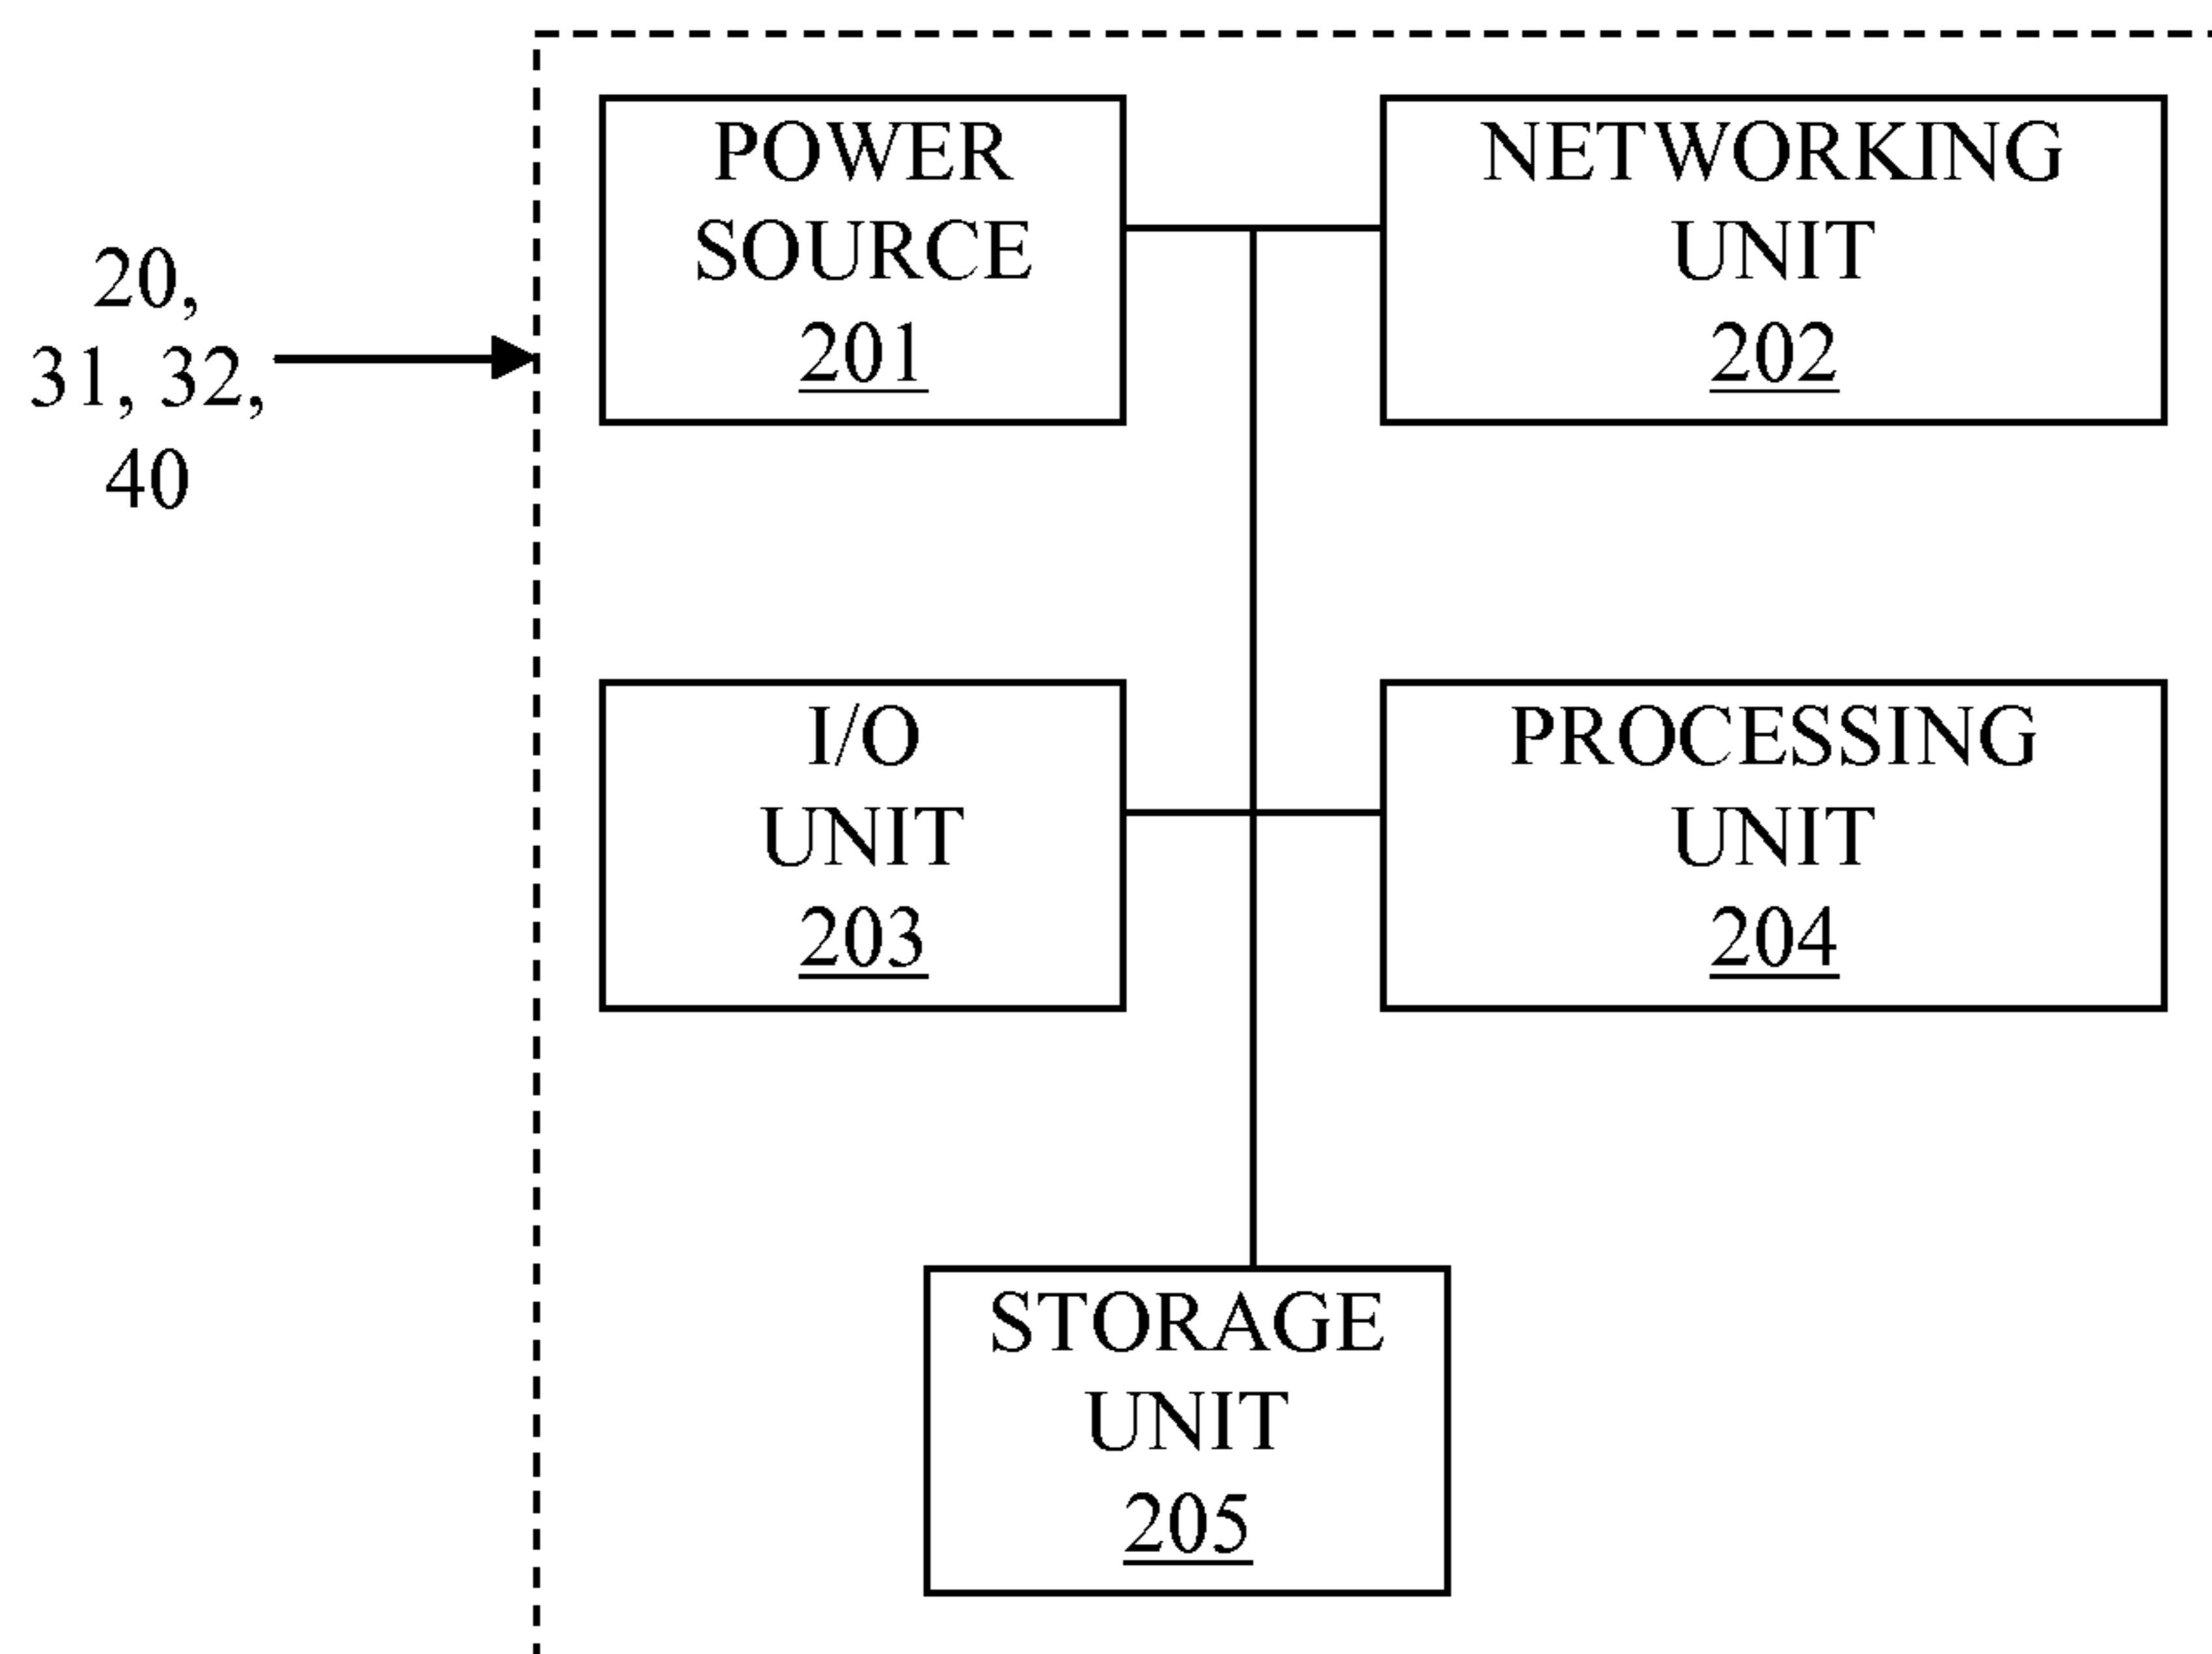 POWER
SOURCE
201
NETWORKING
UNIT
202
20,
31, 32,
40
I/O
UNIT
203
PROCESSING
UNIT
204
STORAGE
UNIT
205